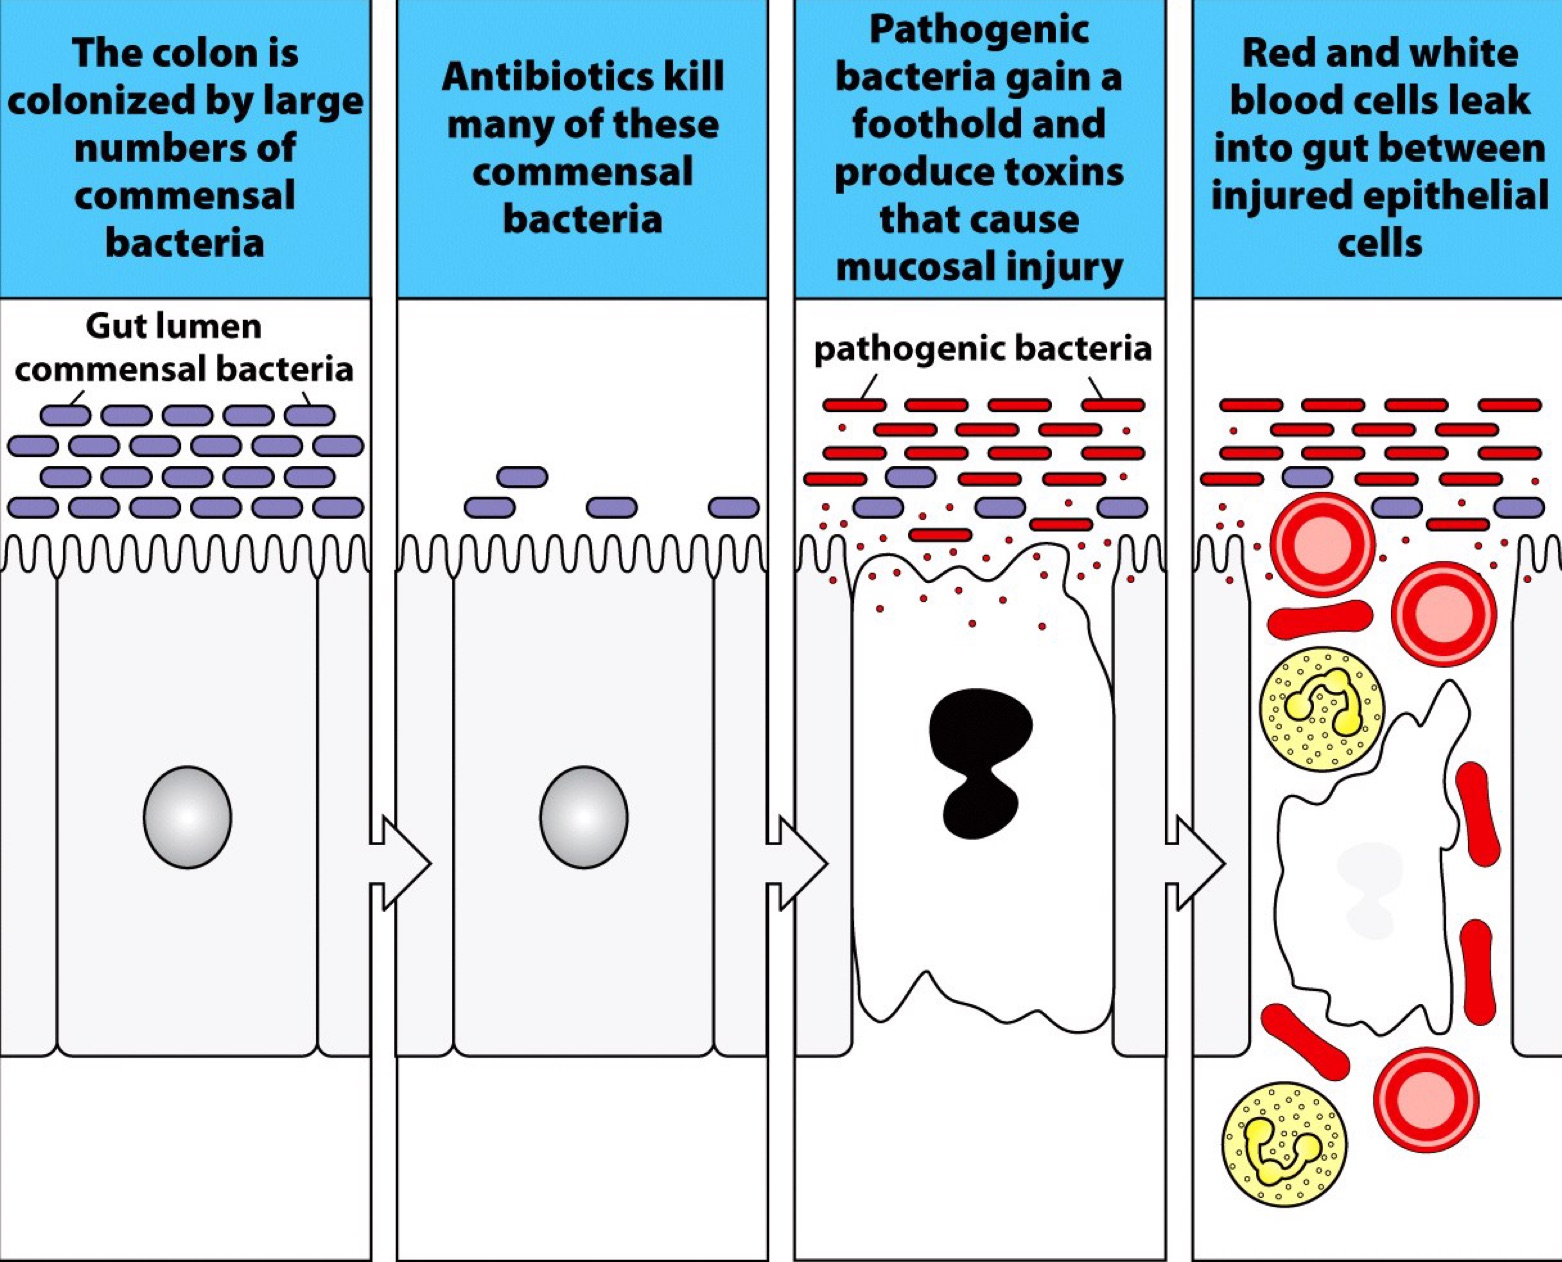 The colon is
colonized by large
numbers of
commensal
bacteria
Antibiotics kill
many of these
commensal
bacteria
Pathogenic
bacteria gain a
foothold and
produce toxins
that cause
mucosal injury
Red and white
blood cells leak
into gut between
injured epithelial
cells
Gut lumen
commensal bacteria
pathogenic bacteria